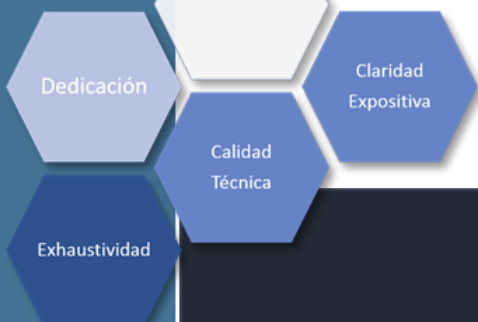 Dedicación
Claridad
Expositiva
Calidad
Técnica
Exhaustividad